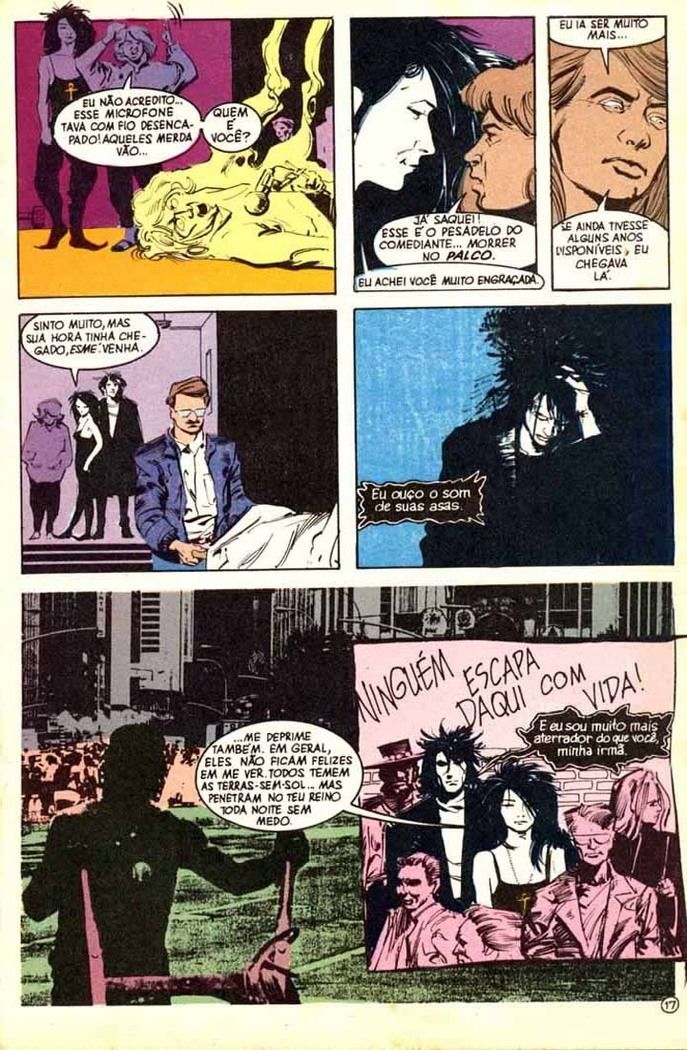 EU NÃO ACREDITO...
ESSE MICROFONE
TAVA COM FIO DESENCA-
PADO! AQUELES MERDA
VÃO...
QUEM
É
VOCÊ?
JÁ SAQUEI!
ESSE É O PESADELO DO
COMEDIANTE... MORRER
NO PALCO.
EU ACHEI VOCÊ MUITO ENGRAÇADA.
EU IA SER MUITO
MAIS...
SE AINDA TIVESSE
ALGUNS ANOS
DISPONÍVEIS, EU
CHEGAVA
LÁ.
SINTO MUITO, MAS
SUA HORA TINHA CHE-
GADO, ESMÉ. VENHA.
Eu ouço o som
de suas asas.
NINGUÉM ESCAPA
DAQUI COM VIDA!
E eu sou muito mais
aterrador do que você,
minha irmã.
...ME DEPRIME
TAMBÉM. EM GERAL,
ELES NÃO FICAM FELIZES
EM ME VER. TODOS TEMEM
AS TERRAS-SEM-SOL... MAS
PENETRAM NO TEU REINO
TODA NOITE SEM
MEDO.
17